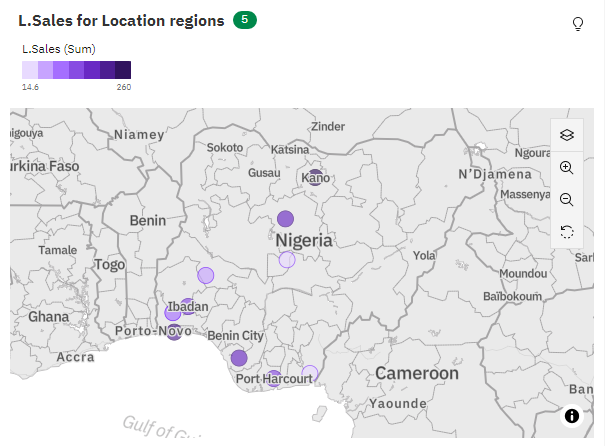 L.Sales for Location regions 5
L.Sales (Sum)
14.6 260
Zinder
Niamey
igouya
Sokoto Katsina
Ngoura
urkina Faso
Gusau Kano
N'Djamena
Massenya
Benin
Nigeria
Tamale
Yola
Togo
Moundou
Baïbokoum
Ibadan
Ghana
Porto-Novo
Benin City
Accra
Port Harcourt
Cameroon
Ban
Yaounde
Gulf of Gu